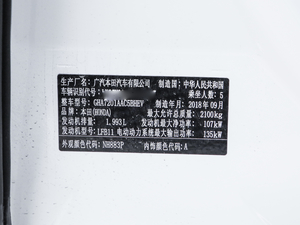 广汽本田汽车有限公司 制造国:中华人民共和国
车辆识别代号: 乘坐人数:5
整车型号:GHA7201AAC5BHEV 制造年月:2018年09月
品牌:本田(HONDA) 最大允许总质量:2100kg
发动机排量:1.993L 发动机最大净功率:107kW
发动机型号:LFB11 电动动力系统最大输出功率:135kW
外观颜色代码:NH883P 内饰颜色代码:A